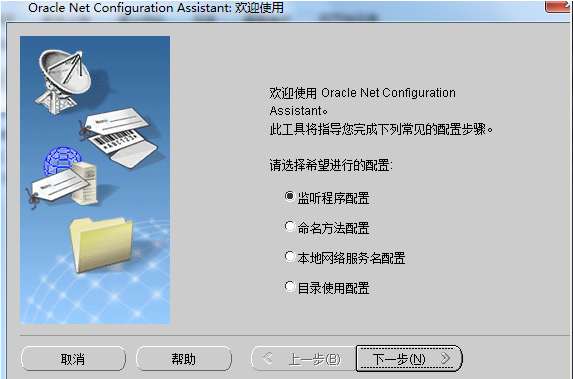 Oracle Net Configuration Assistant: 欢迎使用
欢迎使用 Oracle Net Configuration
Assistant。
此工具将指导您完成下列常见的配置步骤。
请选择希望进行的配置:
监听程序配置
命名方法配置
本地网络服务名配置
目录使用配置
取消
帮助
上一步(B)
下一步(N)